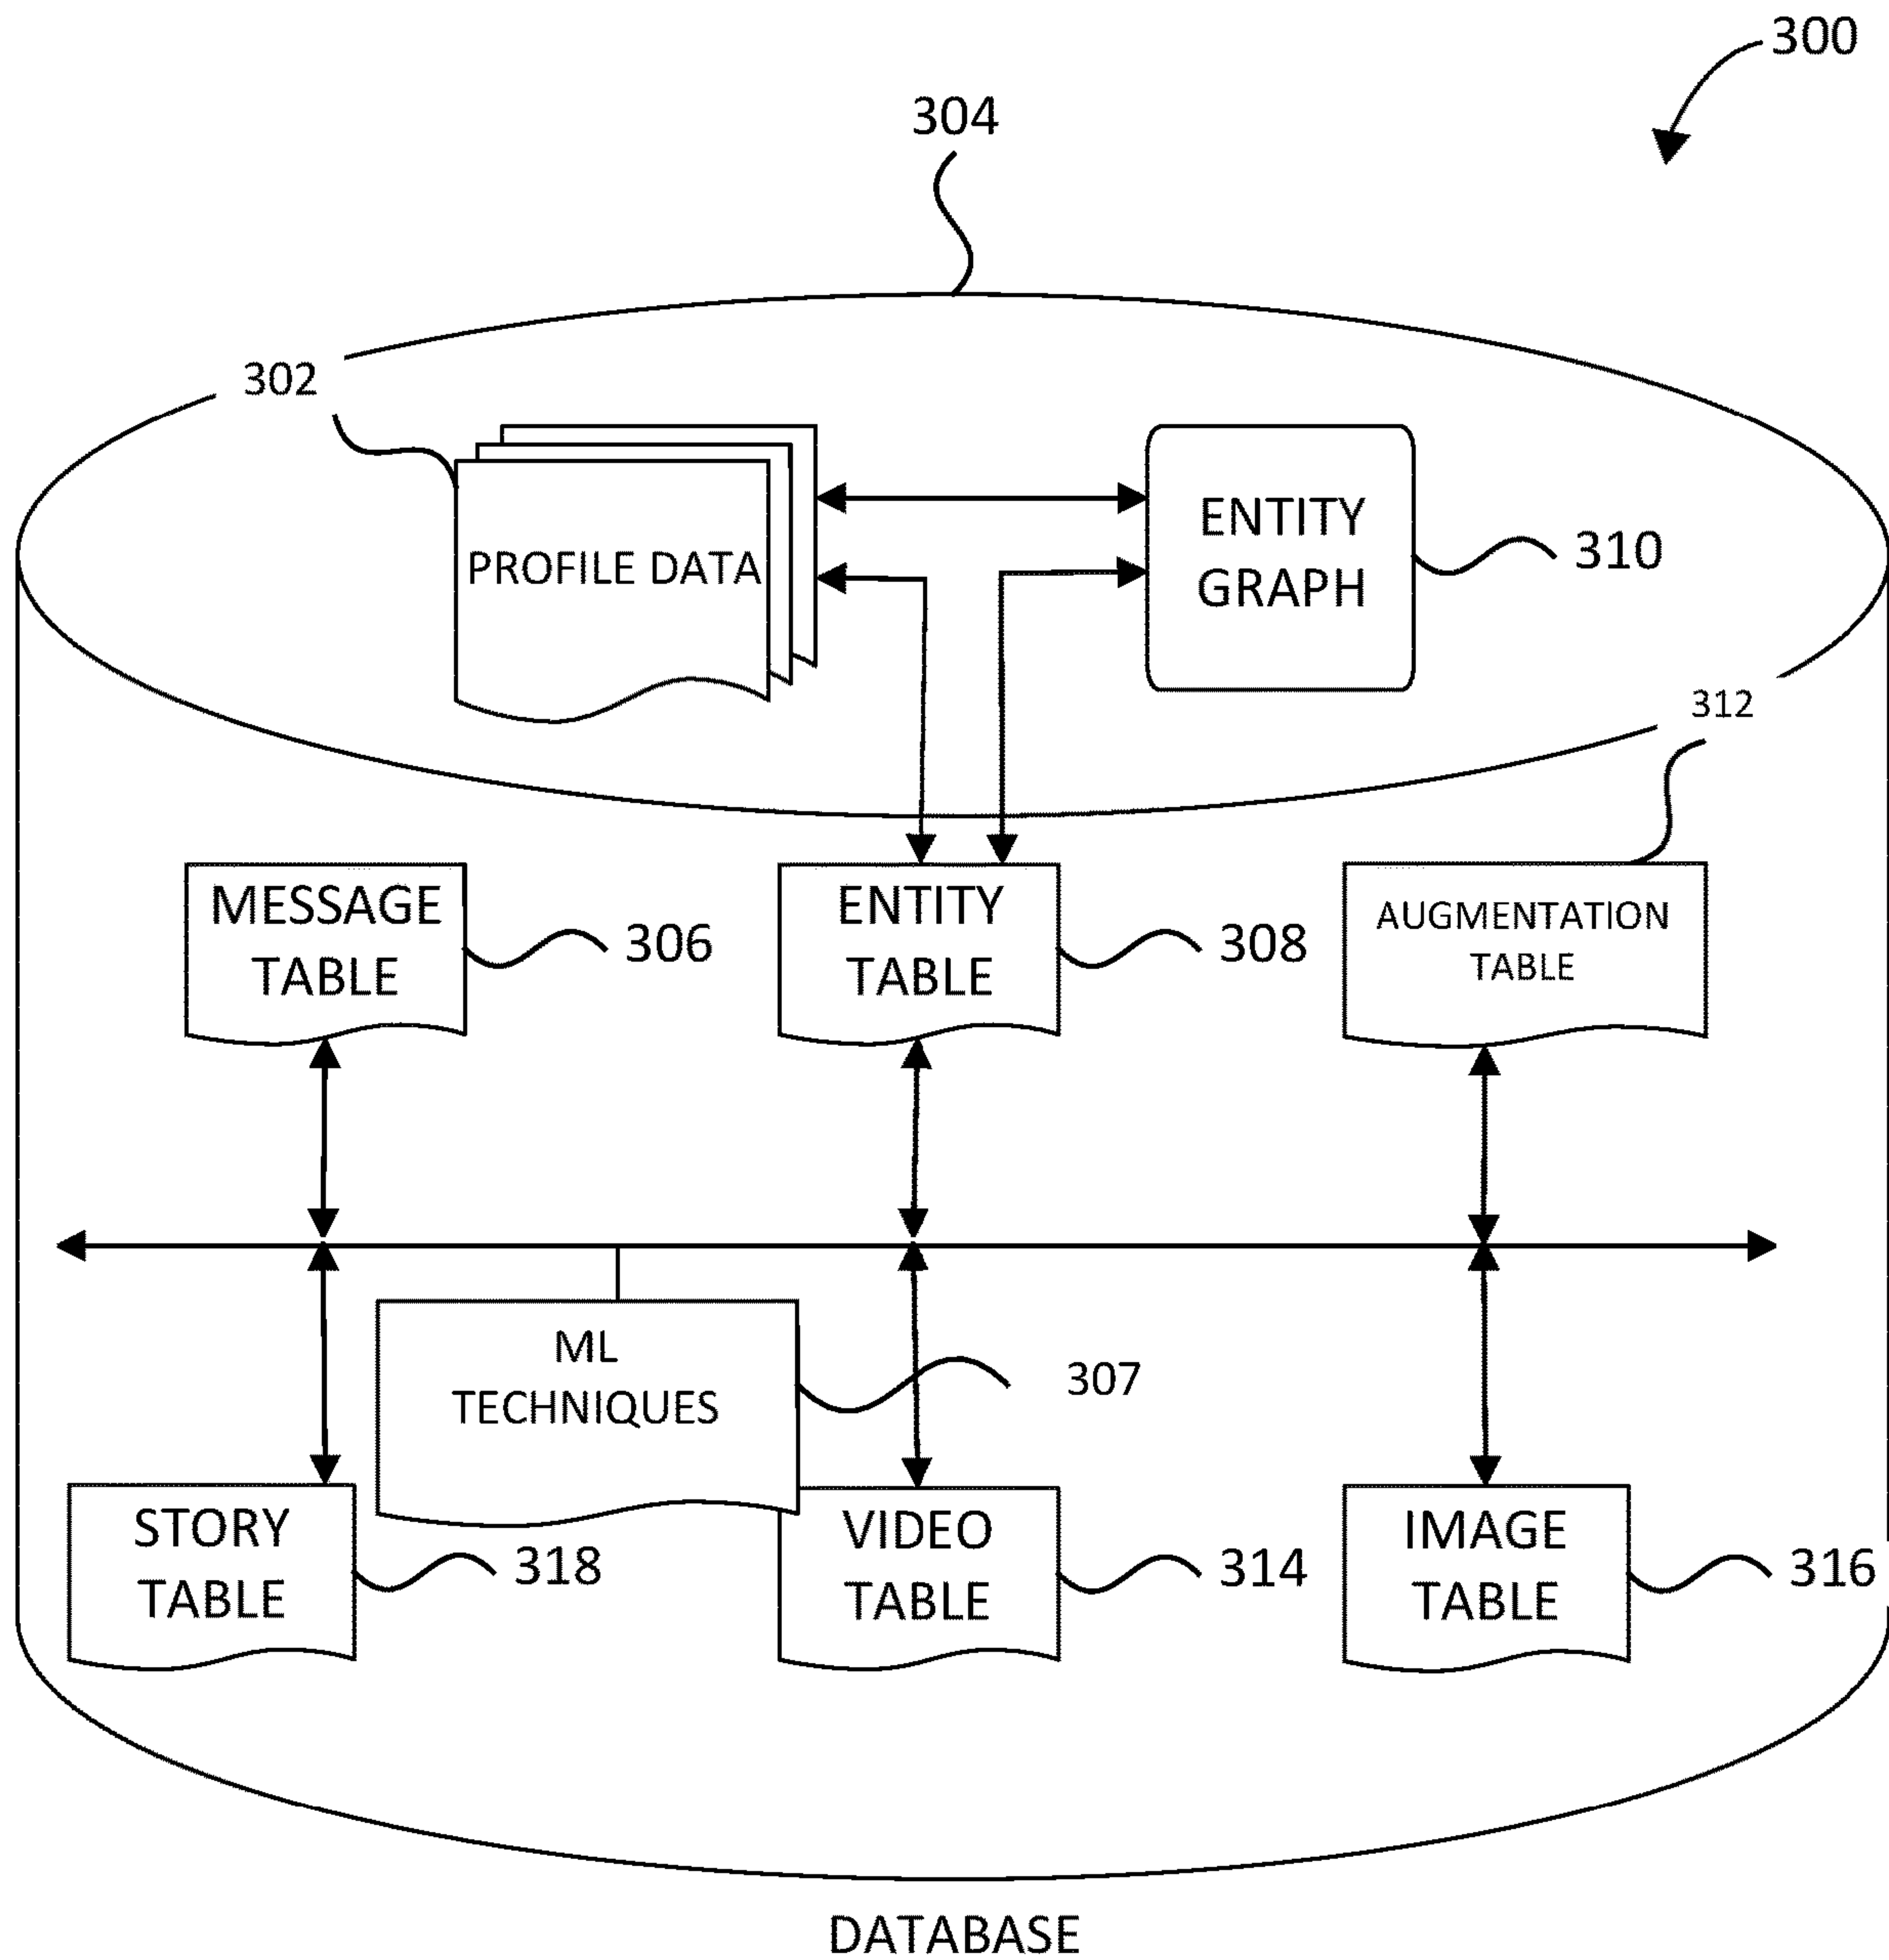 300
304
302
PROFILE DATA
ENTITY
GRAPH
310
312
MESSAGE
TABLE
306
ENTITY
TABLE
308
AUGMENTATION
TABLE
ML
TECHNIQUES
307
STORY
TABLE
318
VIDEO
TABLE
314
IMAGE
TABLE
316
DATABASE